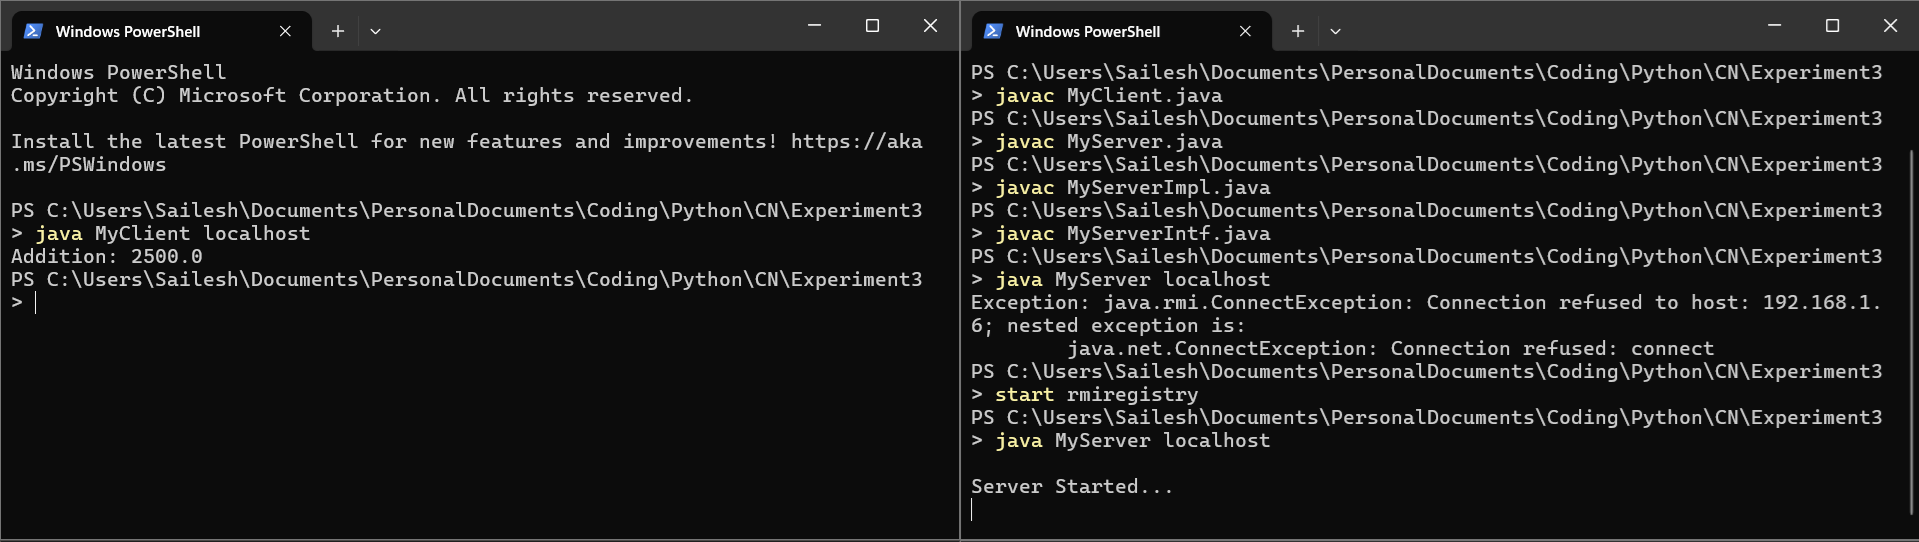 Windows PowerShell
Windows PowerShell
Copyright (C) Microsoft Corporation. All rights reserved.
Install the latest PowerShell for new features and improvements! https://aka
.ms/PSWindows
PS C:\Users\Sailesh\Documents\PersonalDocuments\Coding\Python\CN\Experiment3
> java MyClient localhost
Addition: 2500.0
PS C:\Users\Sailesh\Documents\PersonalDocuments\Coding\Python\CN\Experiment3
>
Windows PowerShell
PS C:\Users\Sailesh\Documents\PersonalDocuments\Coding\Python\CN\Experiment3
> javac MyClient.java
PS C:\Users\Sailesh\Documents\PersonalDocuments\Coding\Python\CN\Experiment3
> javac MyServer.java
PS C:\Users\Sailesh\Documents\PersonalDocuments\Coding\Python\CN\Experiment3
> javac MyServerImpl.java
PS C:\Users\Sailesh\Documents\PersonalDocuments\Coding\Python\CN\Experiment3
> javac MyServerIntf.java
PS C:\Users\Sailesh\Documents\PersonalDocuments\Coding\Python\CN\Experiment3
> java MyServer localhost
Exception: java.rmi.ConnectException: Connection refused to host: 192.168.1.
6; nested exception is:
java.net.ConnectException: Connection refused: connect
PS C:\Users\Sailesh\Documents\PersonalDocuments\Coding\Python\CN\Experiment3
> start rmiregistry
PS C:\Users\Sailesh\Documents\PersonalDocuments\Coding\Python\CN\Experiment3
> java MyServer localhost
Server Started...